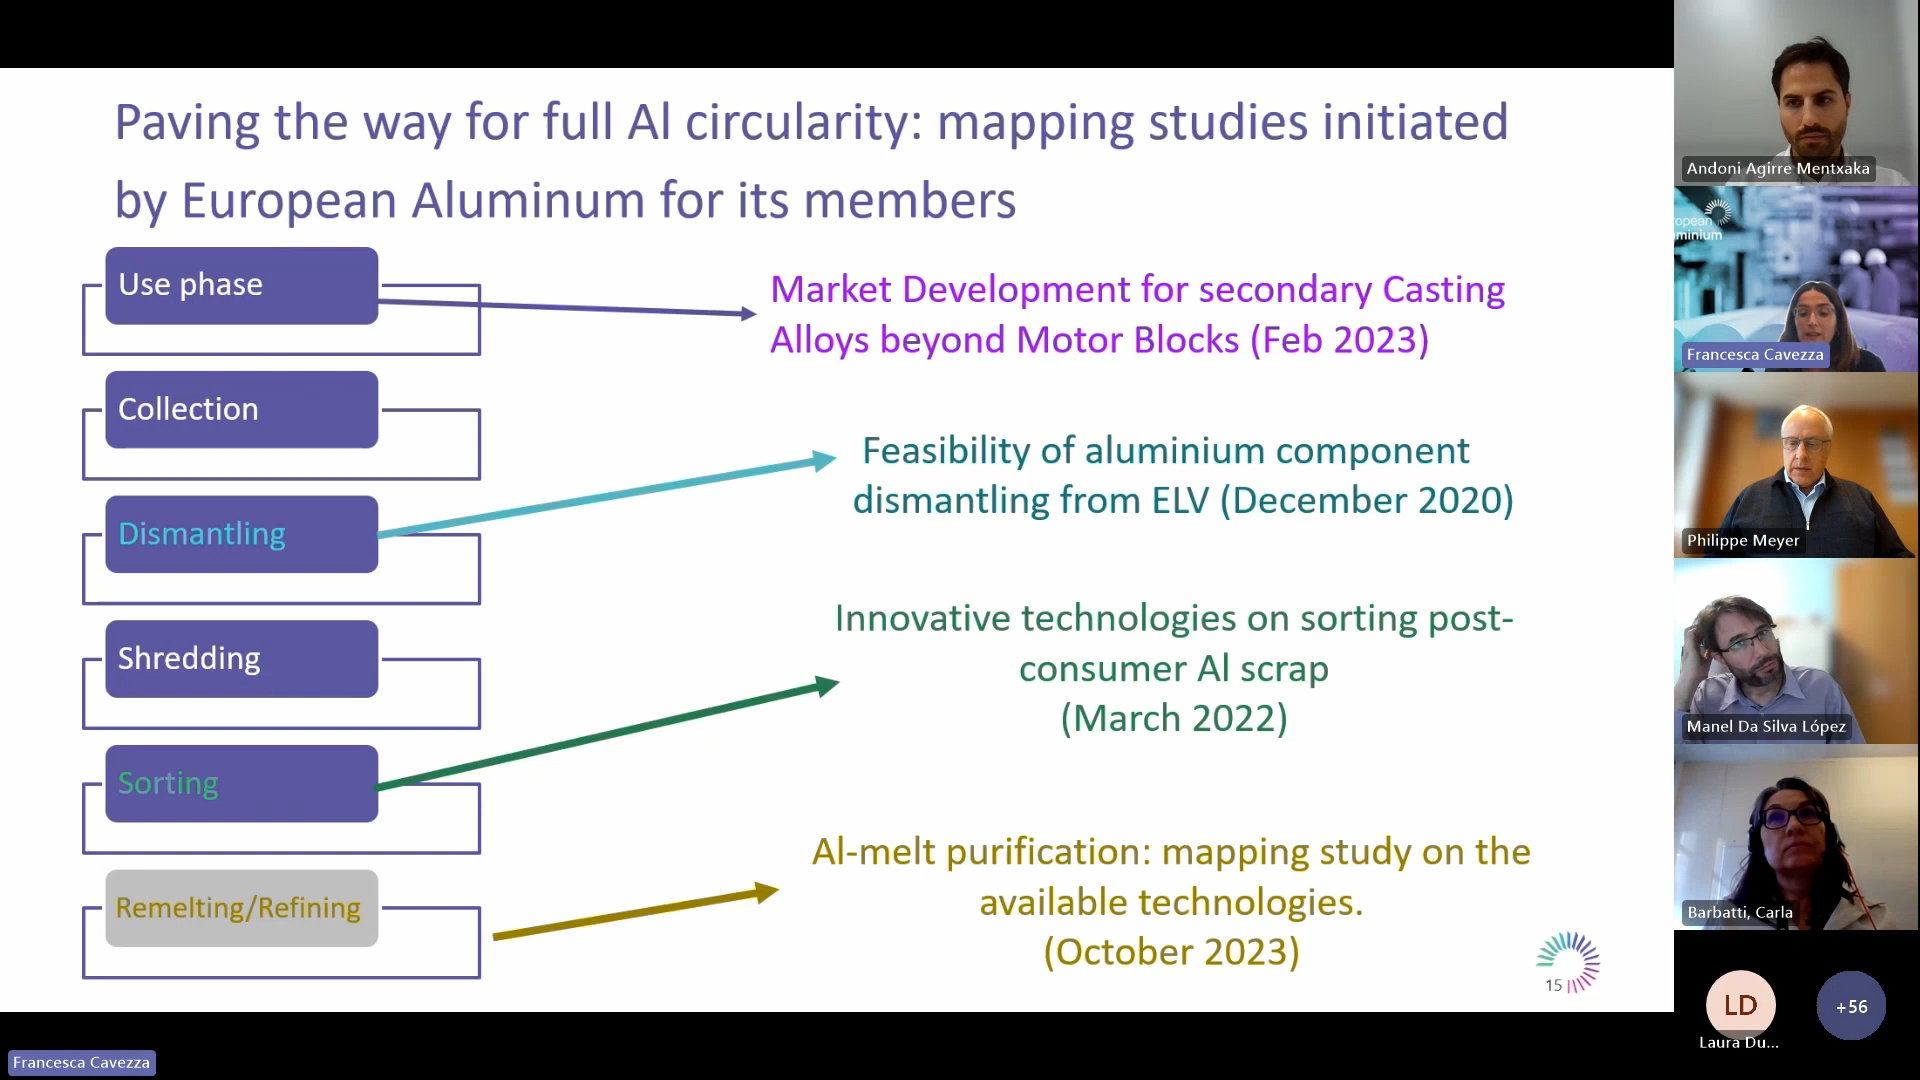 Paving the way for full Al circularity: mapping studies initiated
by European Aluminum for its members
Use phase
Market Development for secondary Casting
Alloys beyond Motor Blocks (Feb 2023)
Collection
Feasibility of aluminium component
dismantling from ELV (December 2020)
Dismantling
Innovative technologies on sorting post-
consumer Al scrap
(March 2022)
Shredding
Sorting
Al-melt purification: mapping study on the
available technologies.
(October 2023)
Remelting/Refining
15
Andoni Agirre Mentxaka
opean
minium
Francesca Cavezza
Philippe Meyer
Manel Da Silva López
Barbatti, Carla
LD
+56
Laura Du...
Francesca Cavezza